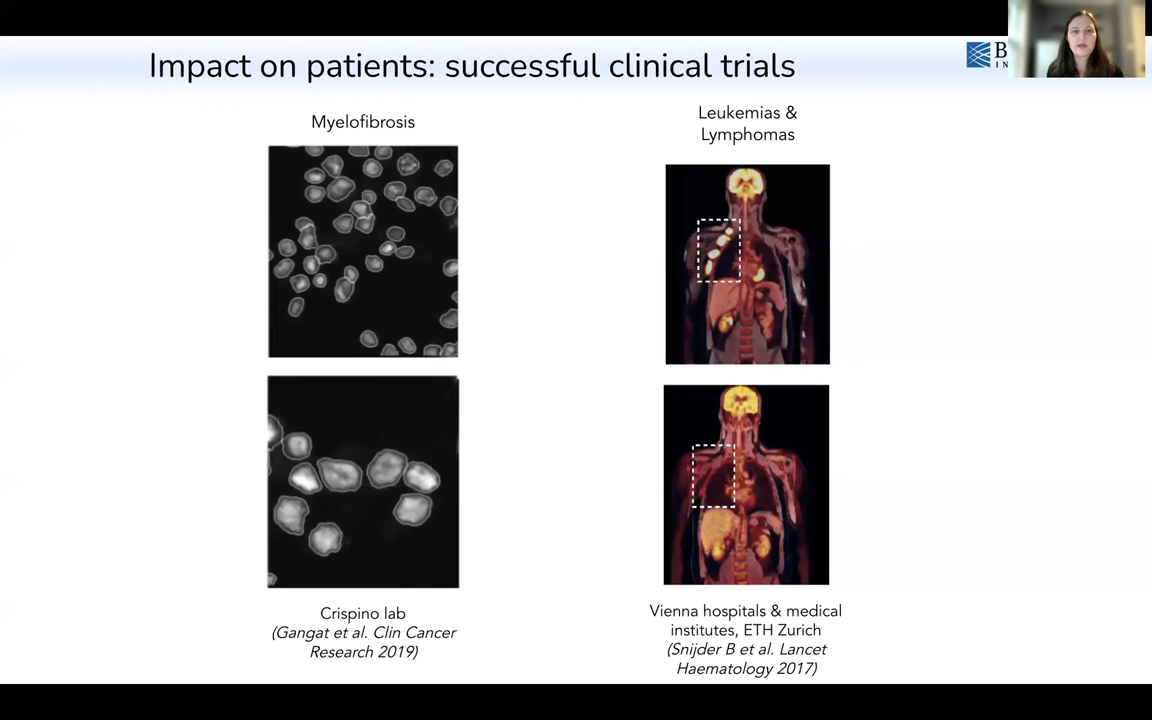 Impact on patients: successful clinical trials
B
IN
Myelofibrosis
Leukemias &
Lymphomas
Crispino lab
(Gangat et al. Clin Cancer
Research 2019)
Vienna hospitals & medical
institutes, ETH Zurich
(Snijder B et al. Lancet
Haematology 2017)